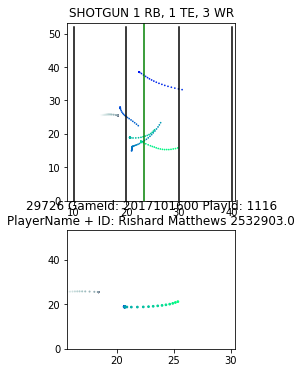 SHOTGUN 1 RB, 1 TE, 3 WR
50
40
30
20
10
0
10 20 30 40
29726 GameId: 2017101600 PlayId: 1116
PlayerName + ID: Rishard Matthews 2532903.0
40
20
0
20 25 30